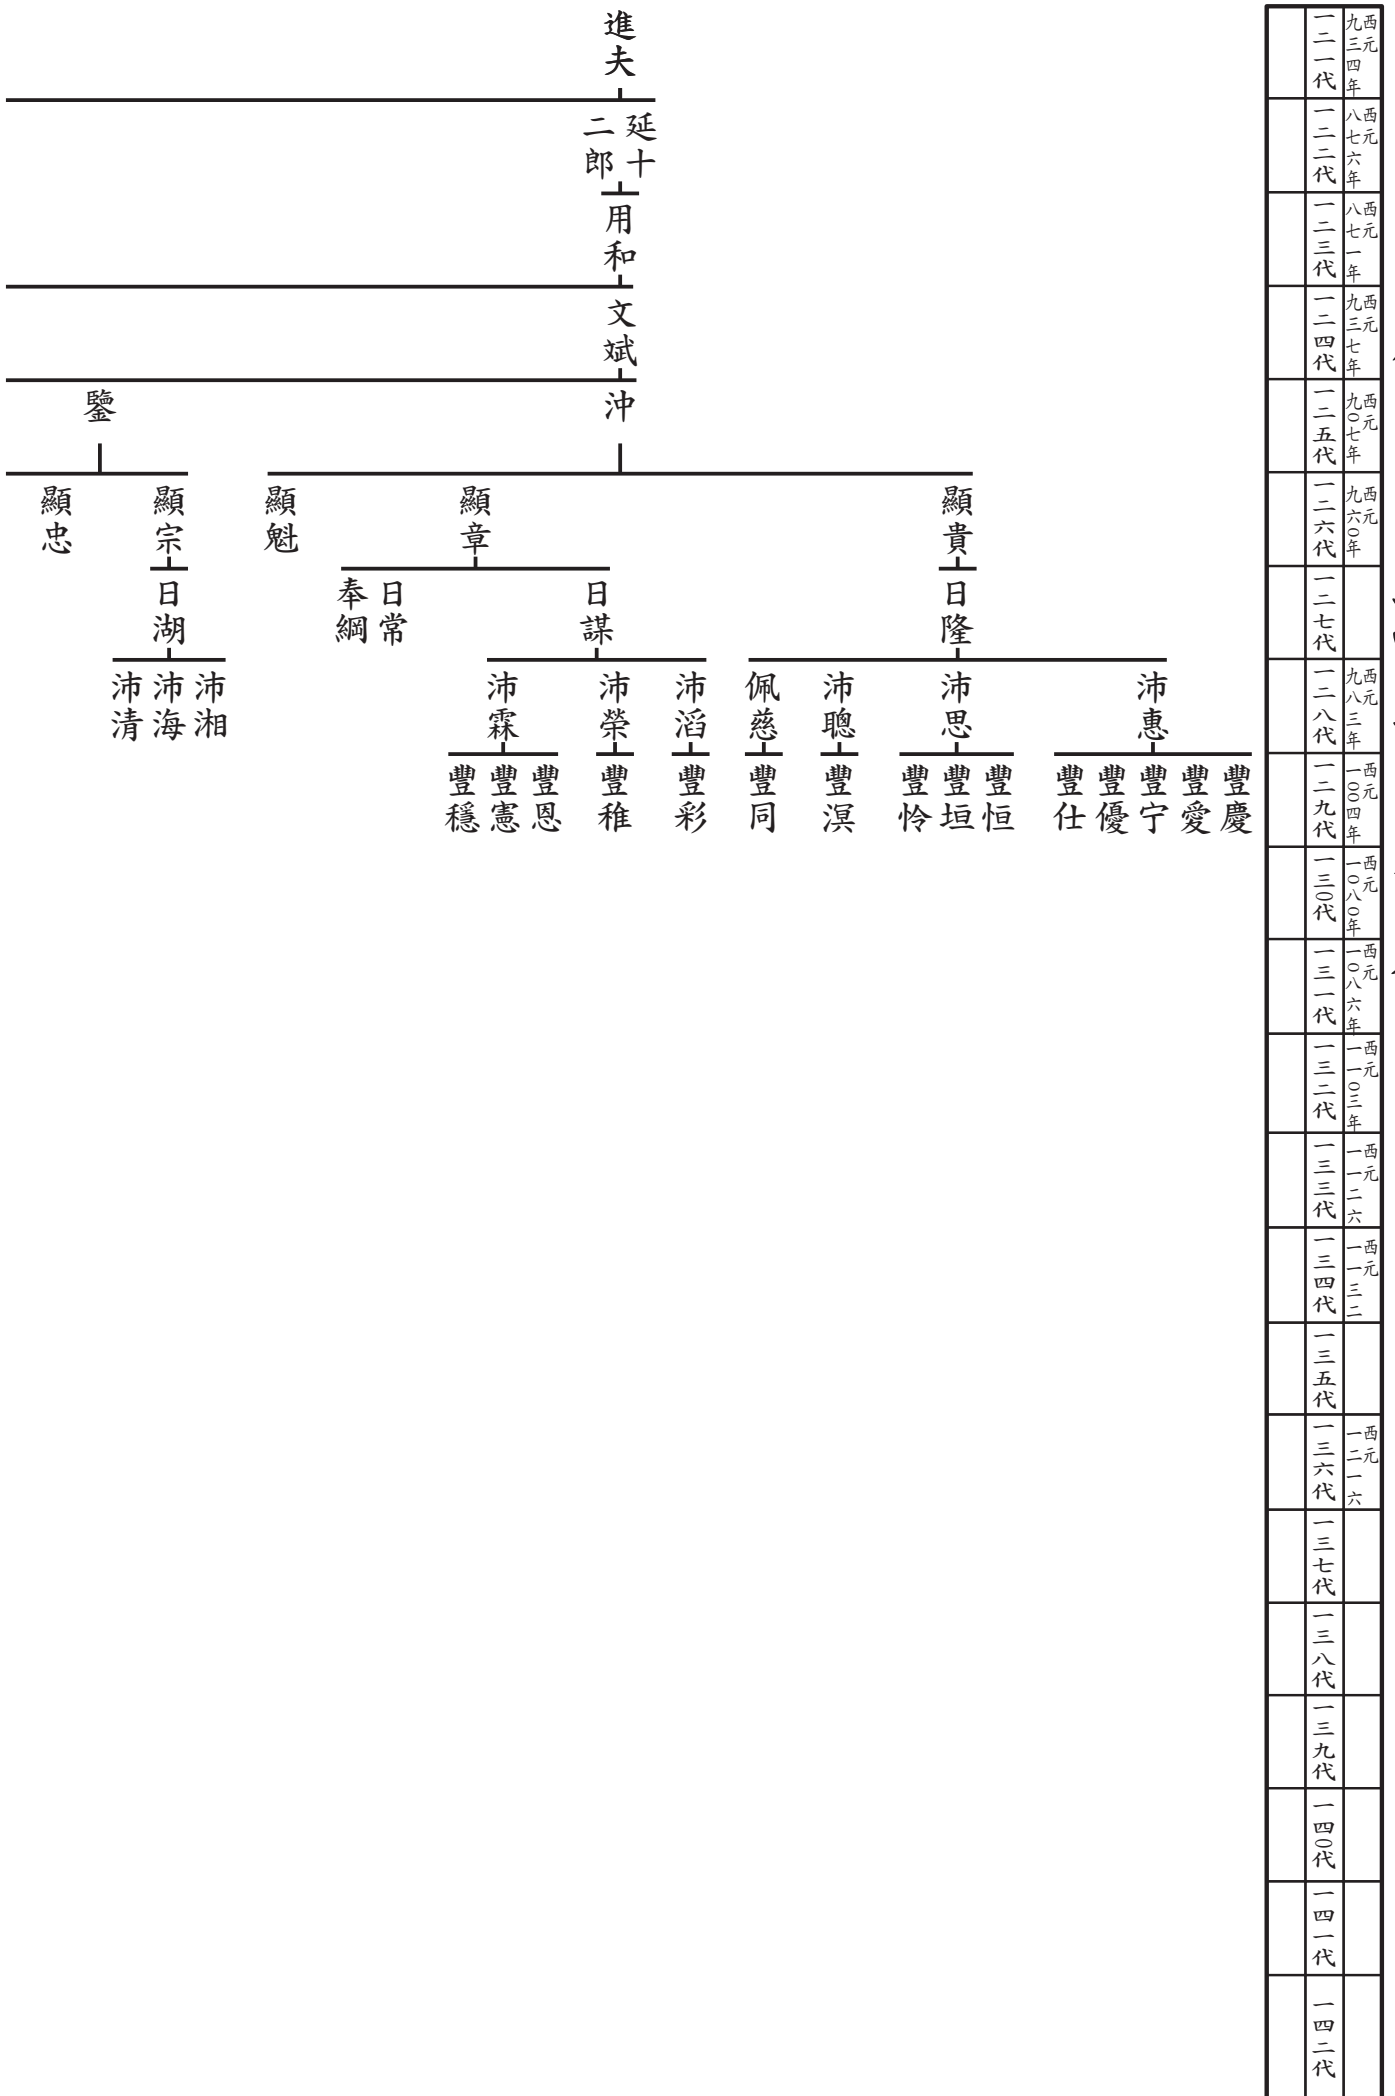 西元九三四年
一二一代
西元八七六年
一二二代
西元八七一年
一二三代
西元九三七年
一二四代
西元九0七年
一二五代
西元九六0年
一二六代
一二七代
西元九八三年
一二八代
西元一00四年
一二九代
西元一0八0年
一三0代
西元一0八六年
一三一代
西元一一0三年
一三二代
西元一一二六
一三三代
西元一一三二
一三四代
一三五代
西元一二一六
一三六代
一三七代
一三八代
一三九代
一四0代
一四一代
一四二代
進夫
延十二郎
用和
文斌
沖
鑒
顯貴
顯章
顯魁
顯宗
顯忠
日隆
日謀
日常
奉綱
日湖
沛惠
沛思
沛聰
佩慈
沛滔
沛榮
沛霖
沛湘
沛海
沛清
豐慶
豐愛
豐宁
豐優
豐仕
豐恒
豐垣
豐怜
豐溟
豐同
豐彩
豐稚
豐恩
豐憲
豐穩